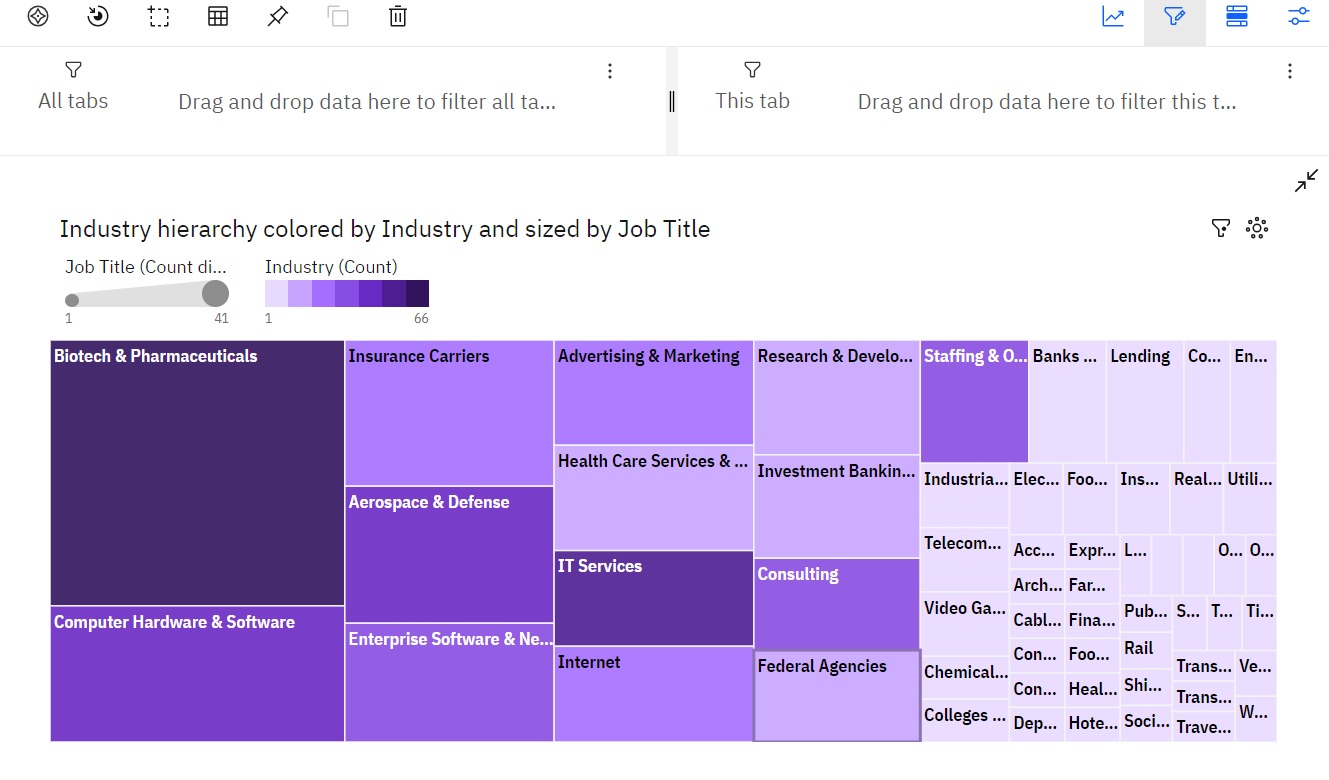 All tabs
Drag and drop data here to filter all ta...
This tab
Drag and drop data here to filter this t...
Industry hierarchy colored by Industry and sized by Job Title
Job Title (Count di...
Industry (Count)
1
41
1
66
Biotech & Pharmaceuticals
Insurance Carriers
Advertising & Marketing
Research & Develo...
Staffing & O...
Banks ...
Lending
Co...
En...
Health Care Services & ...
Investment Bankin...
Industria...
Elec...
Foo...
Ins...
Real...
Utili...
Aerospace & Defense
Telecom...
Acc...
Expr...
L...
O...
O...
IT Services
Consulting
Arch...
Far...
Video Ga...
Cabl...
Fina...
Pub...
S...
T...
Ti...
Computer Hardware & Software
Enterprise Software & Ne...
Internet
Federal Agencies
Con...
Foo...
Rail
Chemical...
Trans...
Ve...
Con...
Heal...
Shi...
Trans...
Colleges ...
Dep...
Hote...
Soci...
Trave...
W...